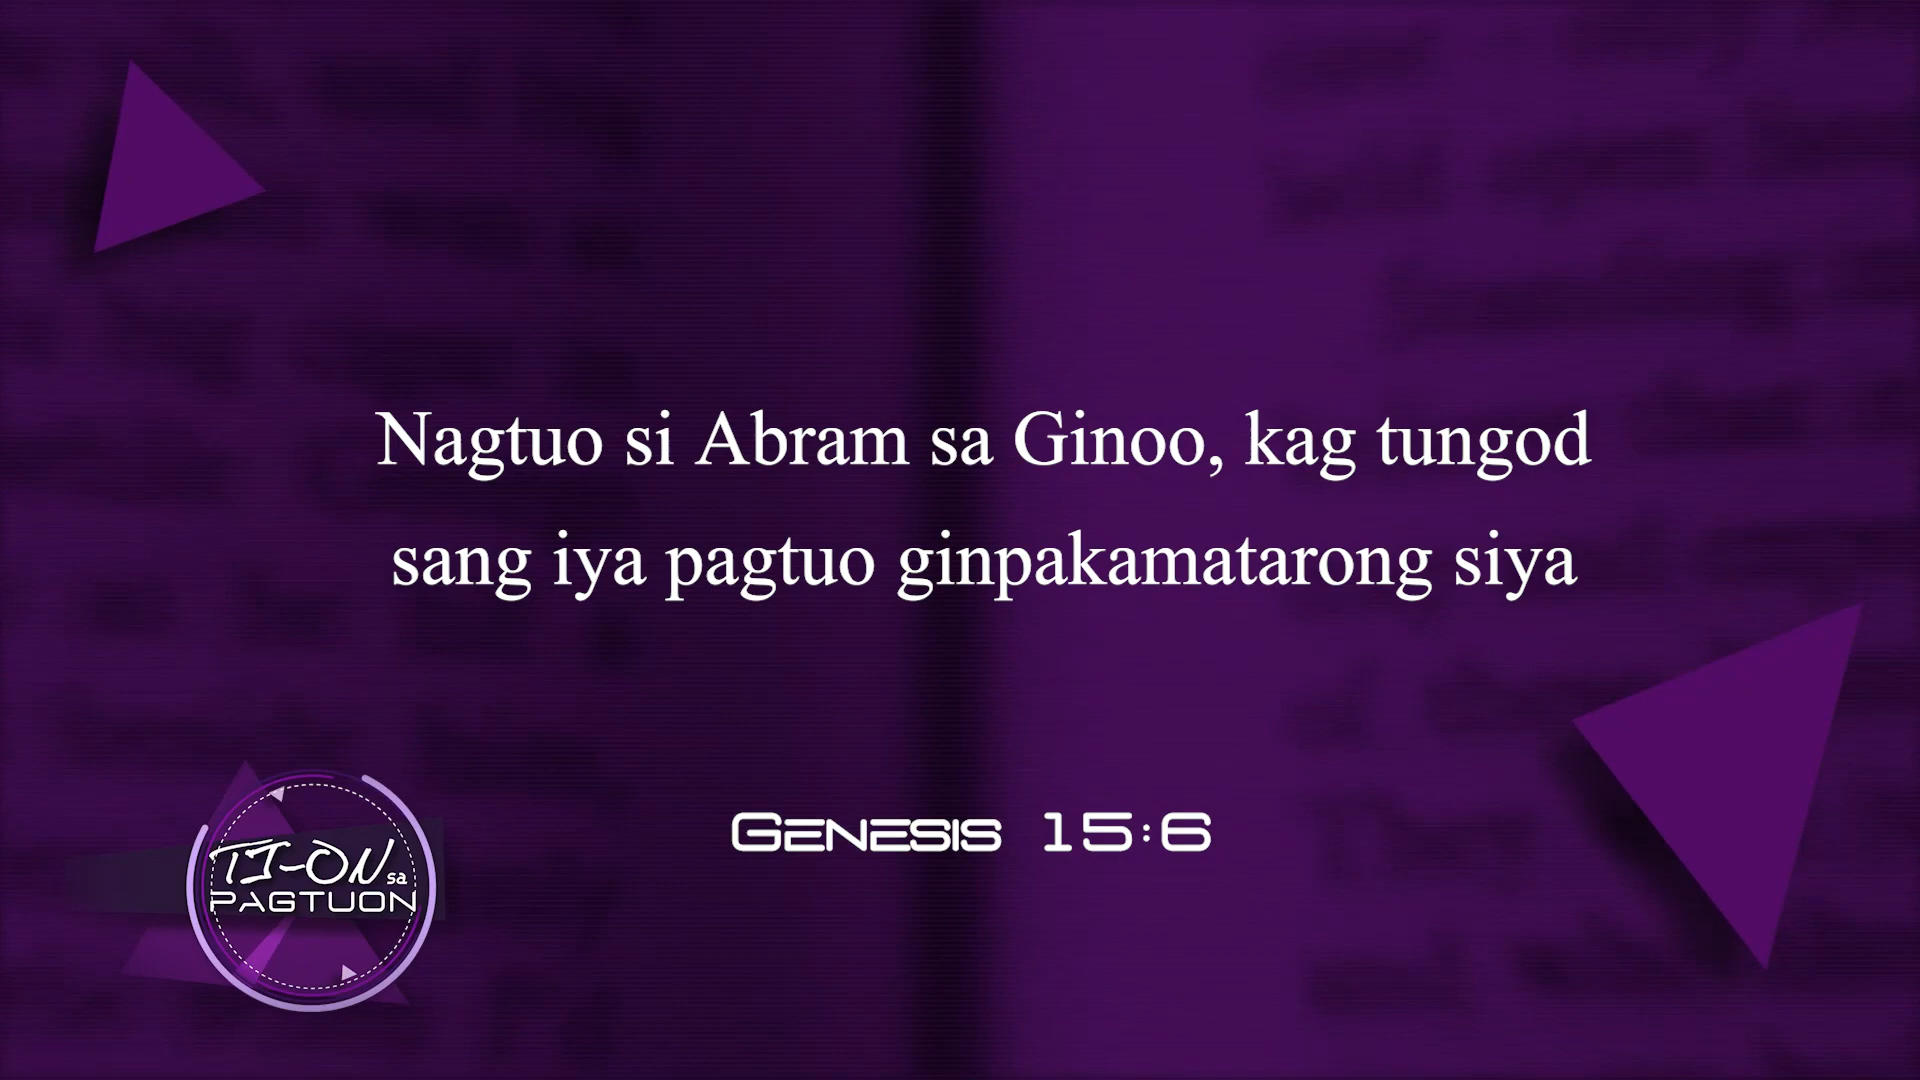 Nagtuo si Abram sa Ginoo, kag tungod
sang iya pagtuo ginpakamatarong siya
Genesis 15:6
TI-ON sa
PAGTUON